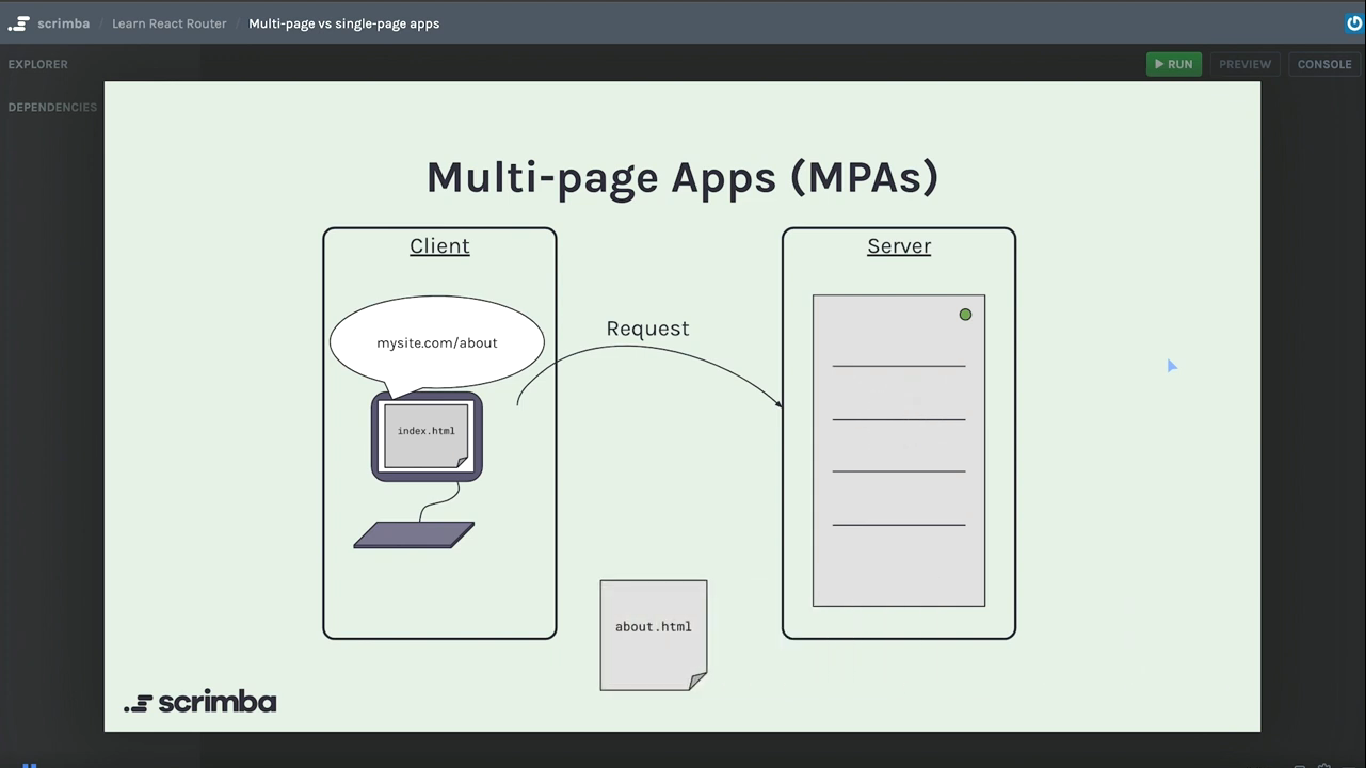 scrimba / Learn React Router / Multi-page vs single-page apps
EXPLORER
RUN PREVIEW CONSOLE
DEPENDENCIES
Multi-page Apps (MPAs)
Client
Server
Request
mysite.com/about
index.html
about.html
scrimba